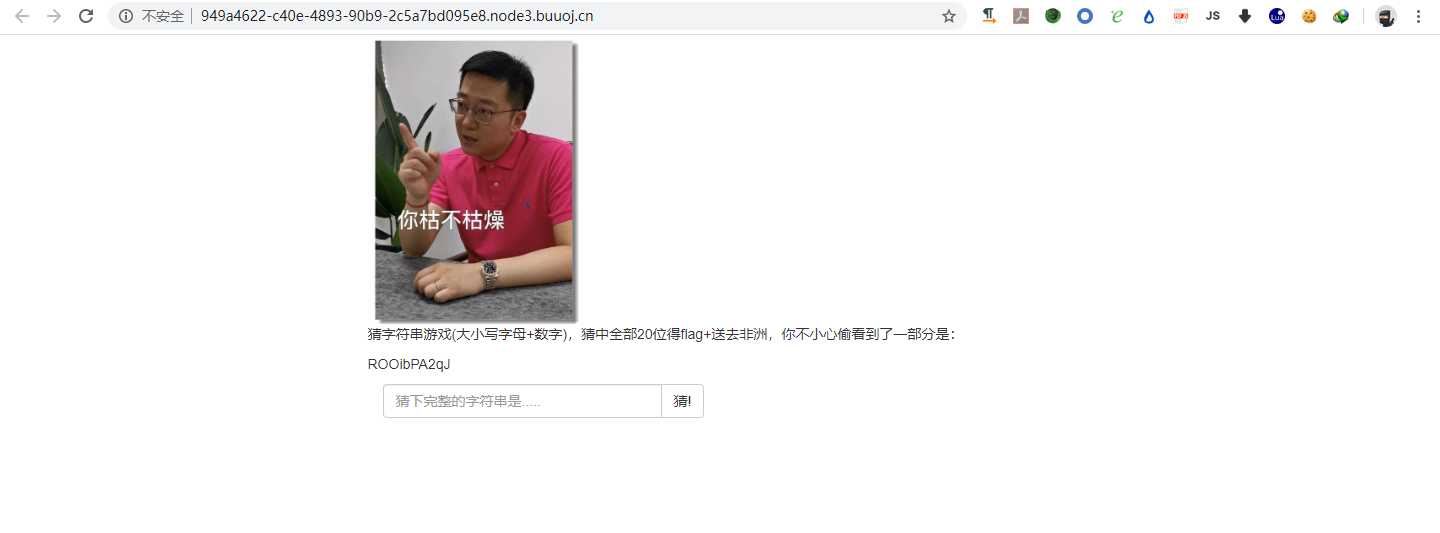 不安全 949a4622-c40e-4893-90b9-2c5a7bd095e8.node3.buuoj.cn
JS
Lua
你枯不枯燥
猜字符串游戏(大小写字母+数字)，猜中全部20位得flag+送去非洲，你不小心偷看到了一部分是：
ROOibPA2qJ
猜下完整的字符串是..... 猜!